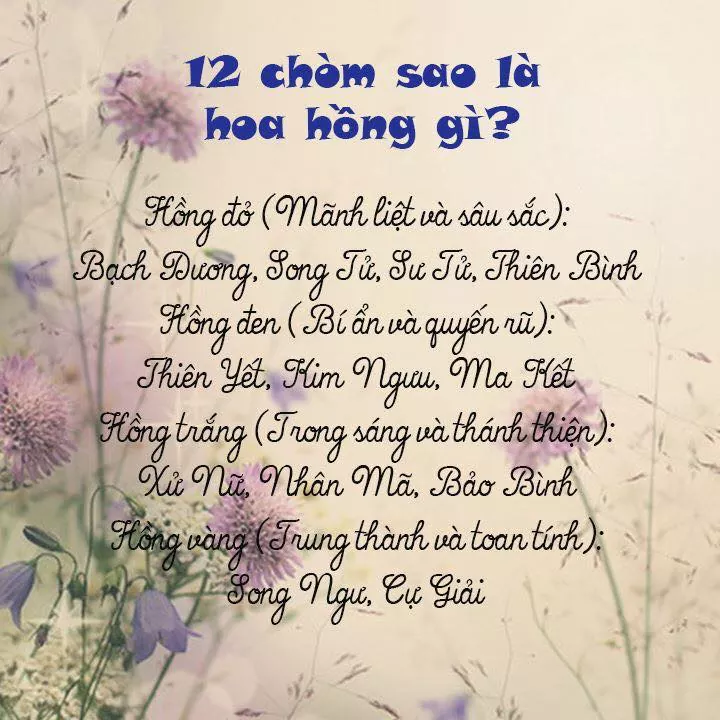 12 chòm sao là
hoa hồng gì?
Hồng đỏ (Mãnh liệt và sâu sắc):
Bạch Dương, Song Tử, Sư Tử, Thiên Bình
Hồng đen (Bí ẩn và quyến rũ):
Thiên Yết, Kim Ngưu, Ma Kết
Hồng trắng (Trong sáng và thánh thiện):
Xử Nữ, Nhân Mã, Bảo Bình
Hồng vàng (Trung thành và toan tính):
Song Ngư, Cự Giải